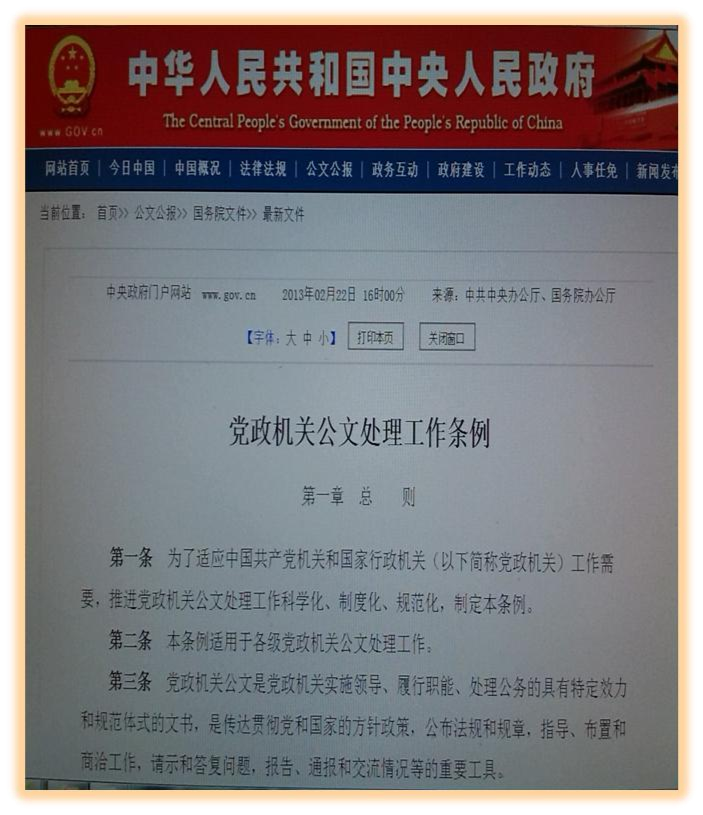 中华人民共和国中央人民政府
The Central People's Government of the People's Republic of China
www.GOV.cn
网站首页 | 今日中国 | 中国概况 | 法律法规 | 公文公报 | 政务互动 | 政府建设 | 工作动态 | 人事任免 | 新闻发布
当前位置： 首页>> 公文公报>> 国务院文件>> 最新文件
中央政府门户网站 www.gov.cn 2013年02月22日 16时00分 来源：中共中央办公厅、国务院办公厅
【字体：大 中 小】 打印本页 关闭窗口
党政机关公文处理工作条例
第一章 总 则
第一条 为了适应中国共产党机关和国家行政机关（以下简称党政机关）工作需
要，推进党政机关公文处理工作科学化、制度化、规范化，制定本条例。
第二条 本条例适用于各级党政机关公文处理工作。
第三条 党政机关公文是党政机关实施领导、履行职能、处理公务的具有特定效力
和规范体式的文书，是传达贯彻党和国家的方针政策，公布法规和规章，指导、布置和
商洽工作，请示和答复问题，报告、通报和交流情况等的重要工具。